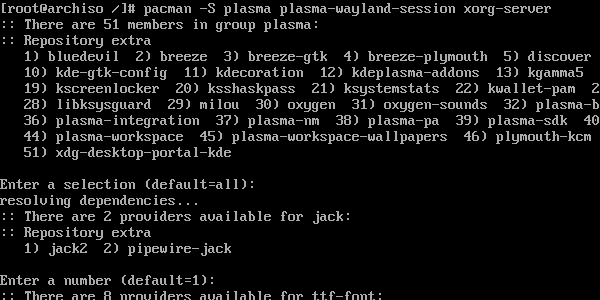 [root@archiso /]# pacman -S plasma plasma-wayland-session xorg-server
:: There are 51 members in group plasma:
:: Repository extra
1) bluedevil 2) breeze 3) breeze-gtk 4) breeze-plymouth 5) discover
10) kde-gtk-config 11) kdecoration 12) kdeplasma-addons 13) kgamma5
19) kscreenlocker 20) ksshaskpass 21) ksystemstats 22) kwallet-pam 2
28) libksysguard 29) milou 30) oxygen 31) oxygen-sounds 32) plasma-b
36) plasma-integration 37) plasma-nm 38) plasma-pa 39) plasma-sdk 40
44) plasma-workspace 45) plasma-workspace-wallpapers 46) plymouth-kcm
51) xdg-desktop-portal-kde
Enter a selection (default=all):
resolving dependencies...
:: There are 2 providers available for jack:
:: Repository extra
1) jack2 2) pipewire-jack
Enter a number (default=1):
:: There are 8 providers available for ttf-font: